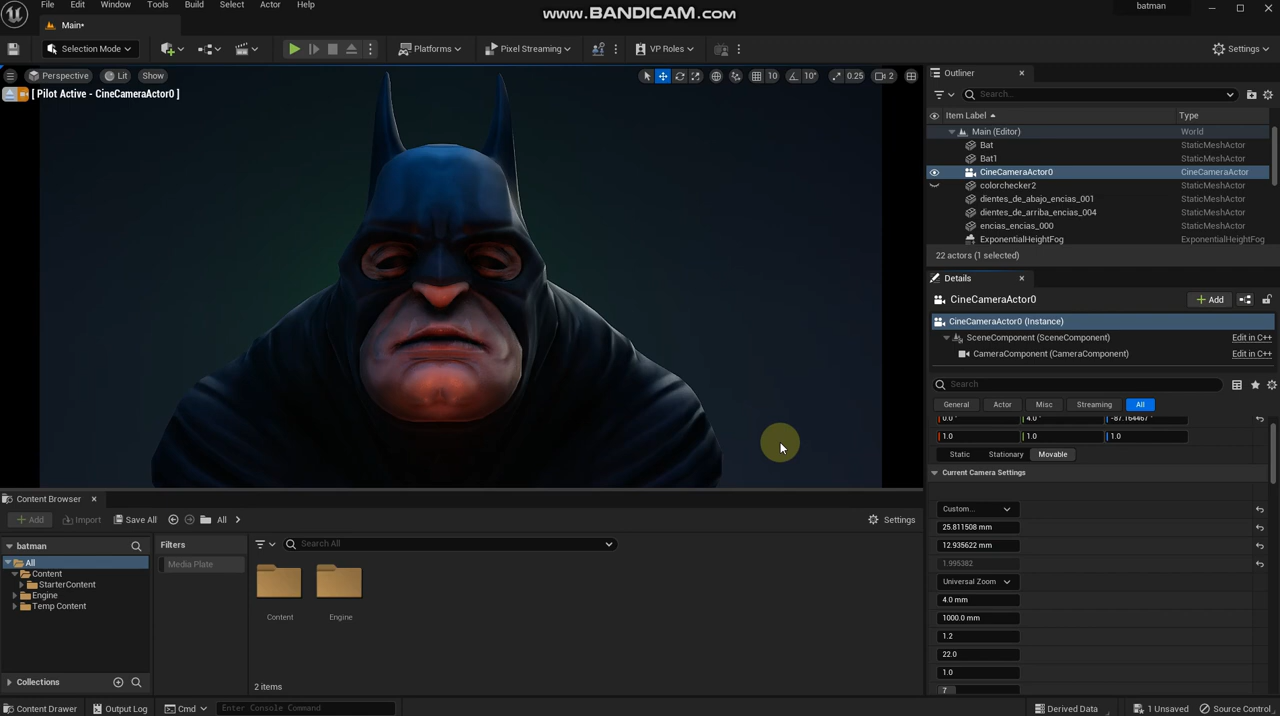 File Edit Window Tools Build Select Actor Help
www.BANDICAM.com
batman
Main•
Selection Mode
Platforms
Pixel Streaming
VP Roles
Settings
Perspective Lit Show
10 10° 0.25 2
[ Pilot Active - CineCameraActor0 ]
Outliner
Search...
Item Label Type
Main (Editor) World
Bat StaticMeshActor
Bat1 StaticMeshActor
CineCameraActor0 CineCameraActor
colorchecker2 StaticMeshActor
dientes_de_abajo_encias_001 StaticMeshActor
dientes_de_arriba_encias_004 StaticMeshActor
encias_encias_000 StaticMeshActor
ExponentialHeightFog ExponentialHeightFog
22 actors (1 selected)
Details
CineCameraActor0
Add
CineCameraActor0 (Instance)
SceneComponent (SceneComponent) Edit in C++
CameraComponent (CameraComponent) Edit in C++
Search
General Actor Misc Streaming All
0.0° 4.0° -87.164467°
1.0 1.0 1.0
Static Stationary Movable
Current Camera Settings
Custom...
25.811508 mm
12.935622 mm
1.995382
Universal Zoom
4.0 mm
1000.0 mm
1.2
22.0
1.0
7
Content Browser
Add Import Save All All Settings
batman
All
Content
StarterContent
Engine
Temp Content
Collections
Filters
Media Plate
Search All
Content Engine
2 items
Content Drawer Output Log Cmd Enter Console Command Derived Data 1 Unsaved Source Control